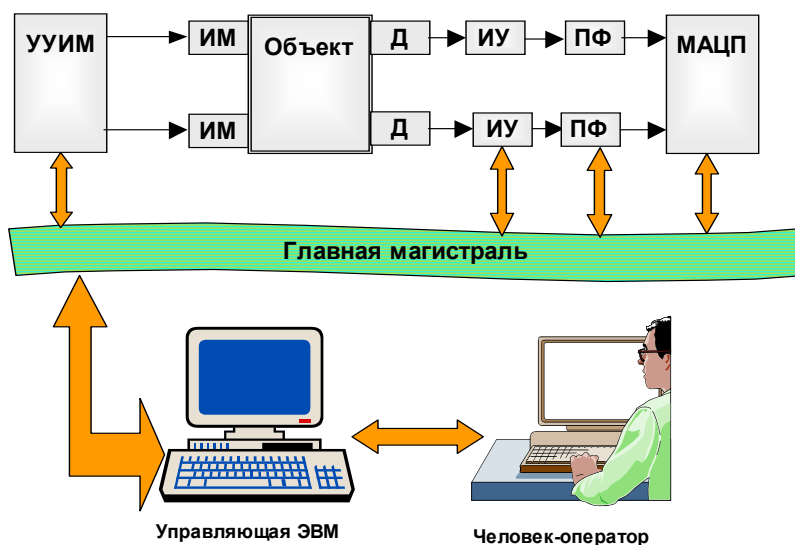 УУИМ
ИМ
Объект
Д
ИУ
ПФ
МАЦП
ИМ
Д
ИУ
ПФ
Главная магистраль
Управляющая ЭВМ
Человек-оператор